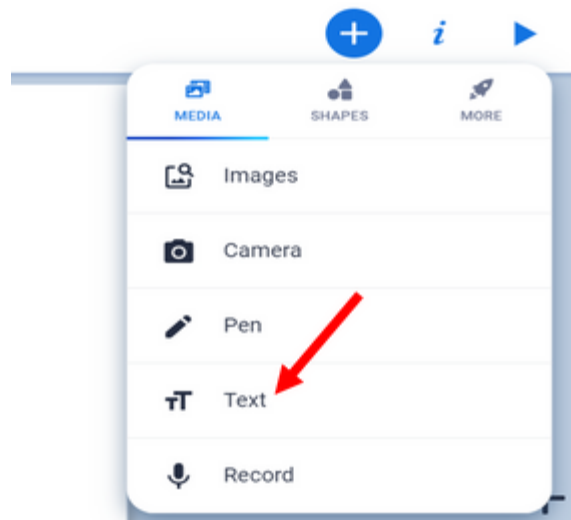 MEDIA SHAPES MORE
Images
Camera
Pen
Text
Record